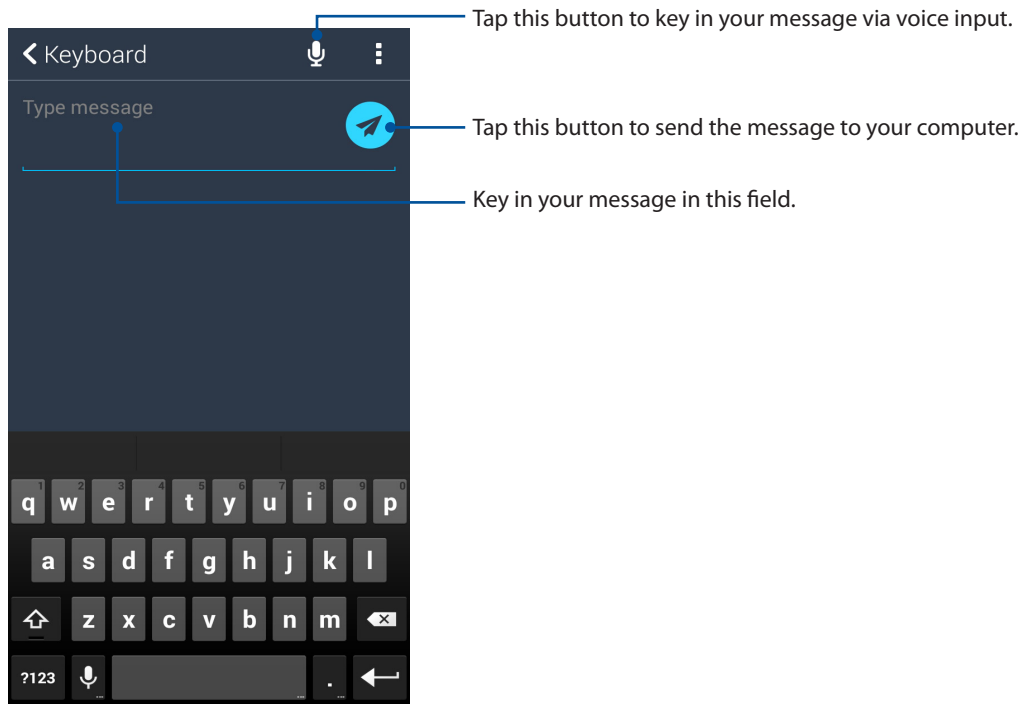 Tap this button to key in your message via voice input.
Keyboard
Type message
Tap this button to send the message to your computer.
Key in your message in this field.
1 2 3 4 5 6 7 8 9 0
q w e r t y u i o p
a s d f g h j k l
z x c v b n m
?123 ... ... . ...